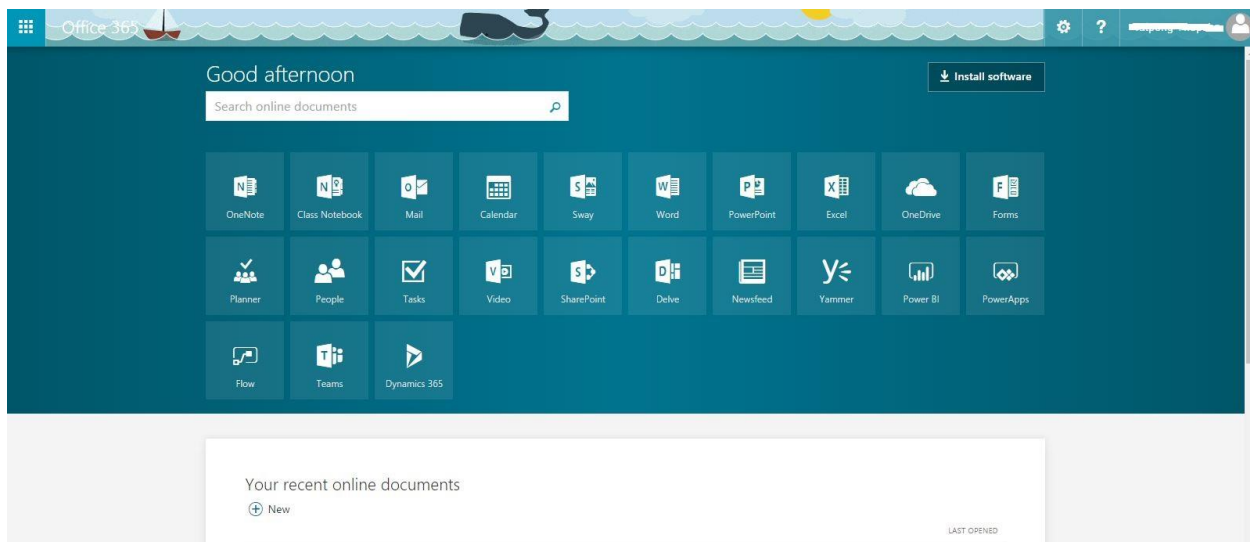 Office 365
?
Good afternoon
Install software
Search online documents
OneNote Class Notebook Mail Calendar Sway Word PowerPoint Excel OneDrive Forms
Planner People Tasks Video SharePoint Delve Newsfeed Yammer Power BI PowerApps
Flow Teams Dynamics 365
Your recent online documents
New
LAST OPENED